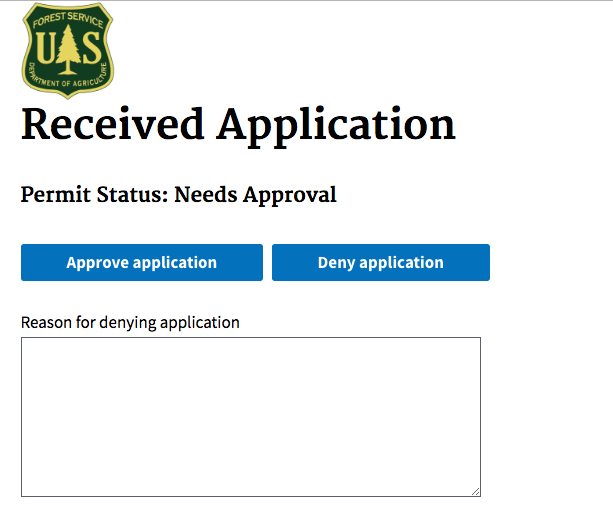 FOREST SERVICE
UAS
DEPARTMENT OF AGRICULTURE
Received Application
Permit Status: Needs Approval
Approve application
Deny application
Reason for denying application